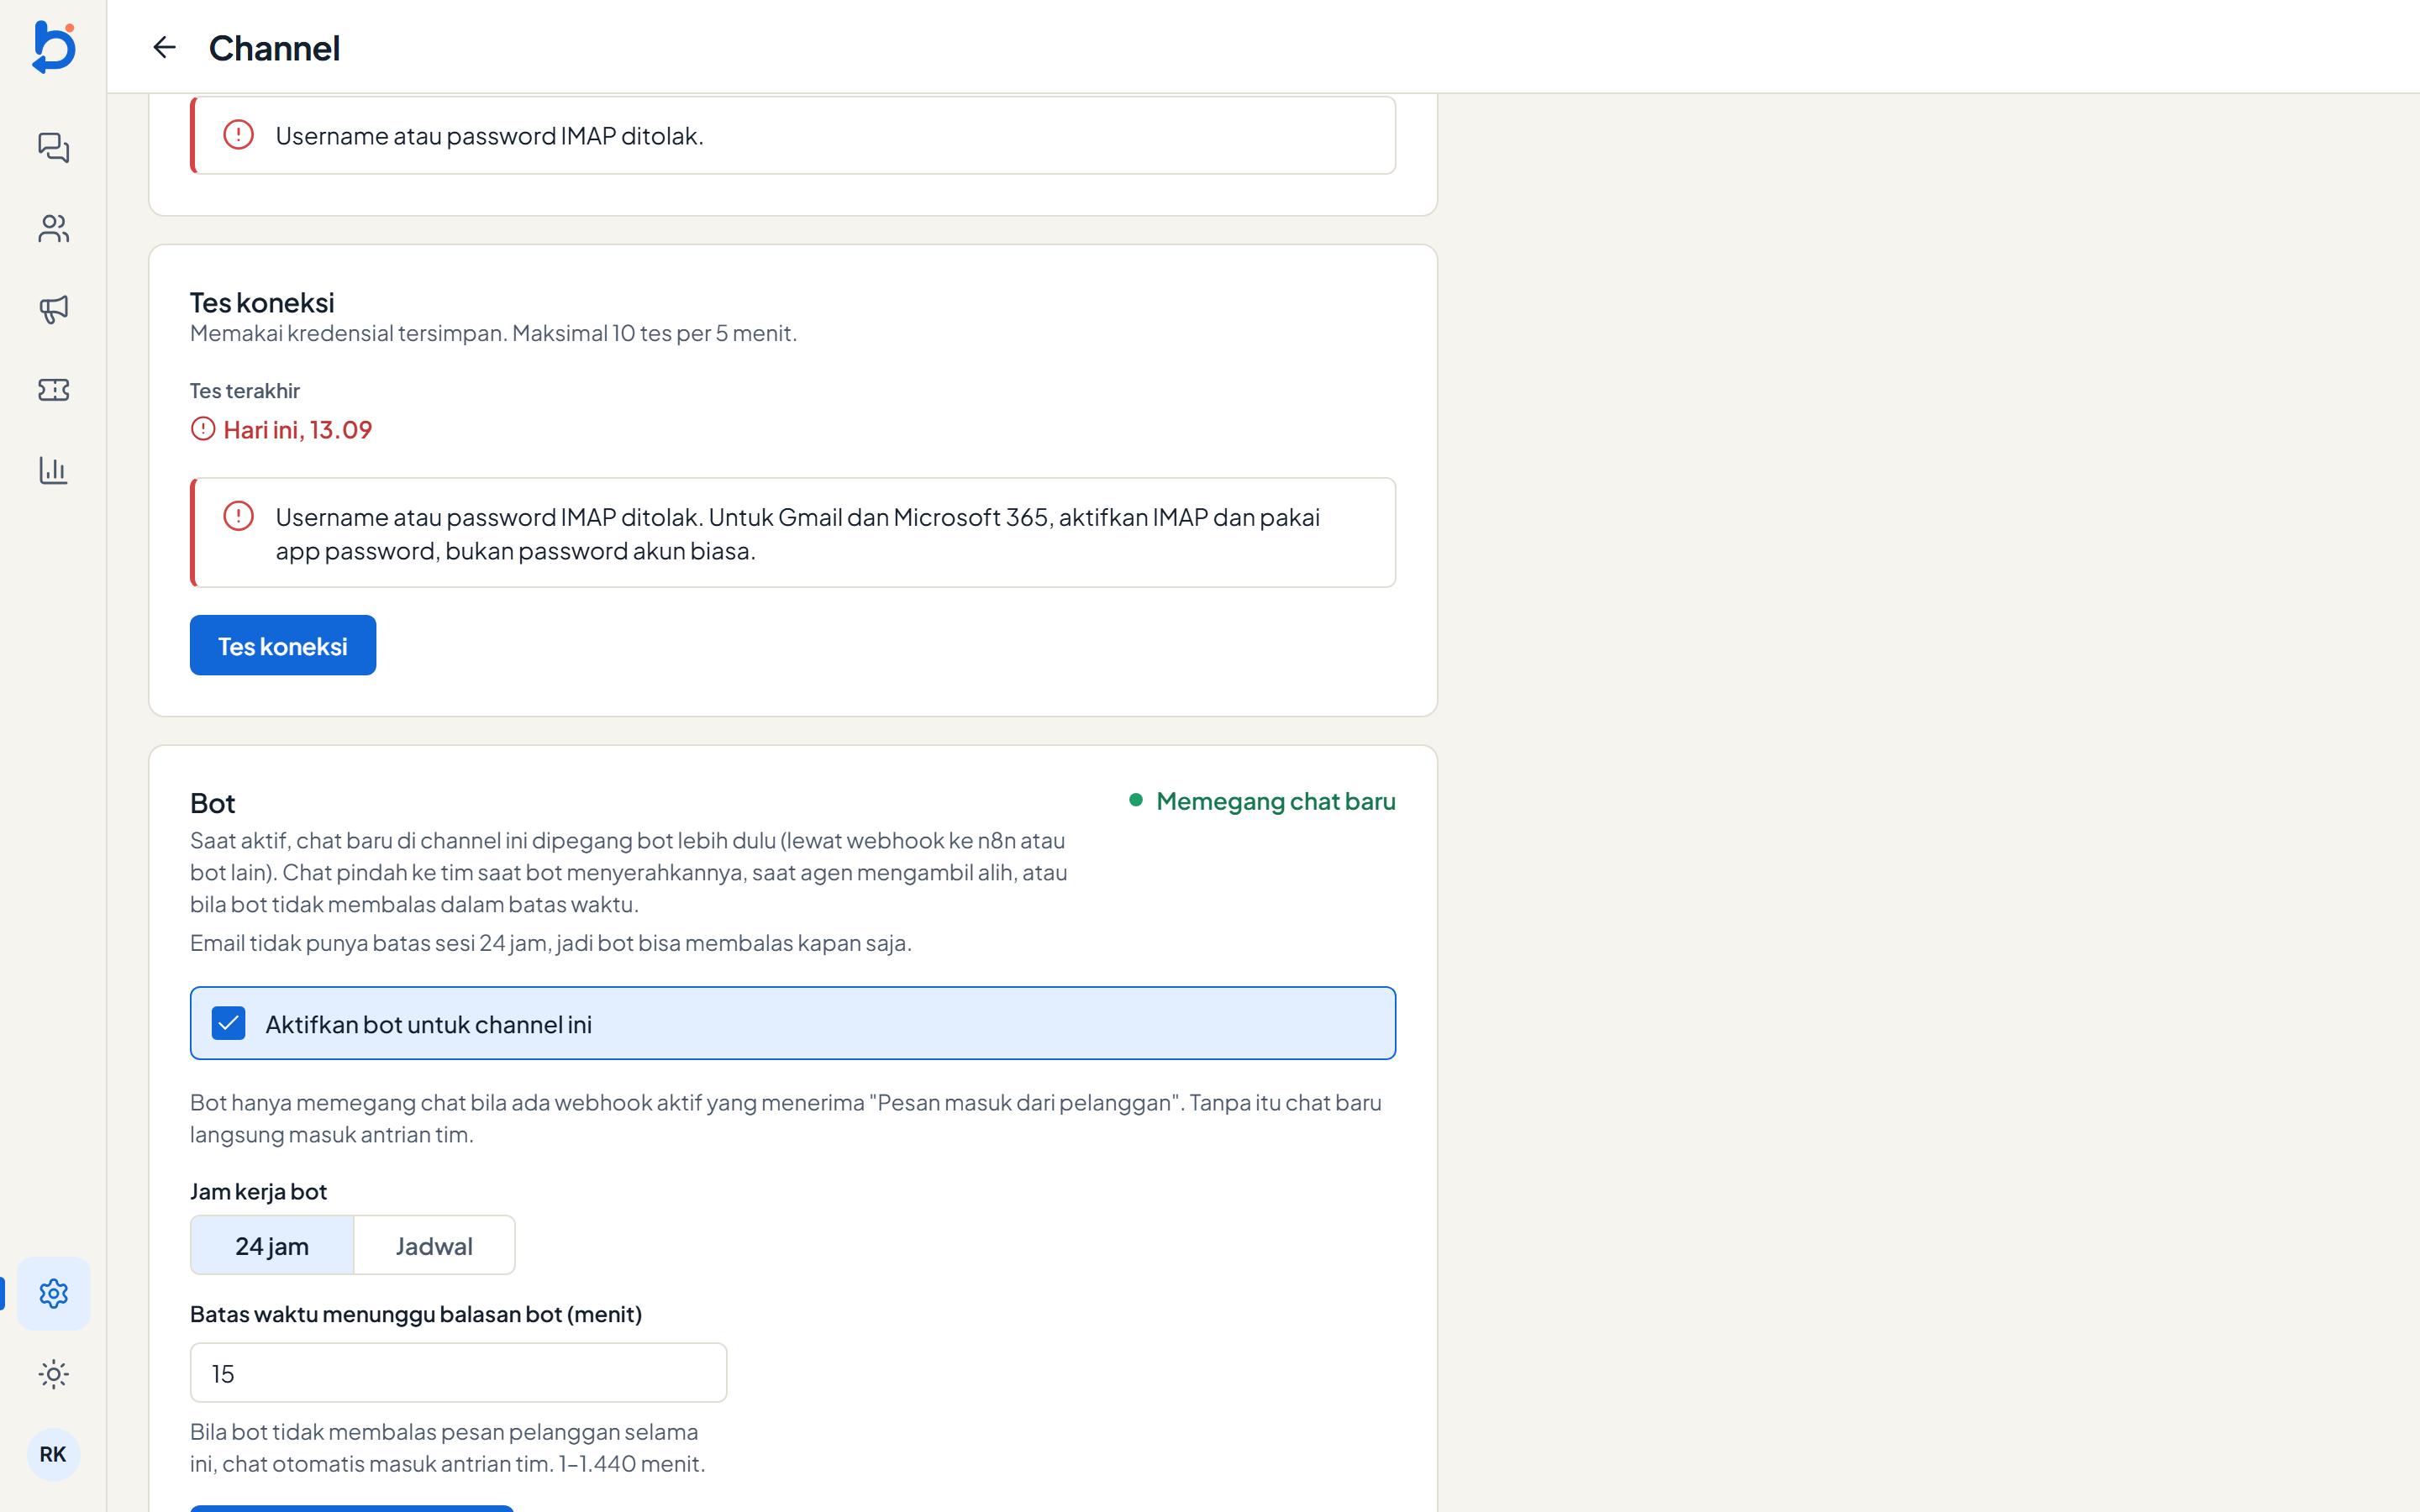 Channel
Username atau password IMAP ditolak.
Tes koneksi
Memakai kredensial tersimpan. Maksimal 10 tes per 5 menit.
Tes terakhir
Hari ini, 13.09
Username atau password IMAP ditolak. Untuk Gmail dan Microsoft 365, aktifkan IMAP dan pakai
app password, bukan password akun biasa.
Tes koneksi
Bot
Memegang chat baru
Saat aktif, chat baru di channel ini dipegang bot lebih dulu (lewat webhook ke n8n atau
bot lain). Chat pindah ke tim saat bot menyerahkannya, saat agen mengambil alih, atau
bila bot tidak membalas dalam batas waktu.
Email tidak punya batas sesi 24 jam, jadi bot bisa membalas kapan saja.
Aktifkan bot untuk channel ini
Bot hanya memegang chat bila ada webhook aktif yang menerima "Pesan masuk dari pelanggan". Tanpa itu chat baru
langsung masuk antrian tim.
Jam kerja bot
24 jam
Jadwal
Batas waktu menunggu balasan bot (menit)
15
Bila bot tidak membalas pesan pelanggan selama
ini, chat otomatis masuk antrian tim. 1–1.440 menit.
RK